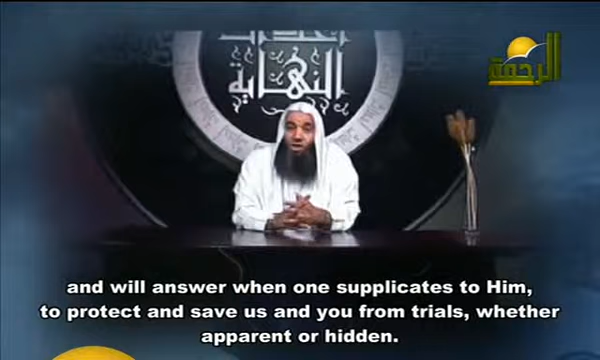 أحداث
النهاية
الرحمة
and will answer when one supplicates to Him,
to protect and save us and you from trials, whether
apparent or hidden.